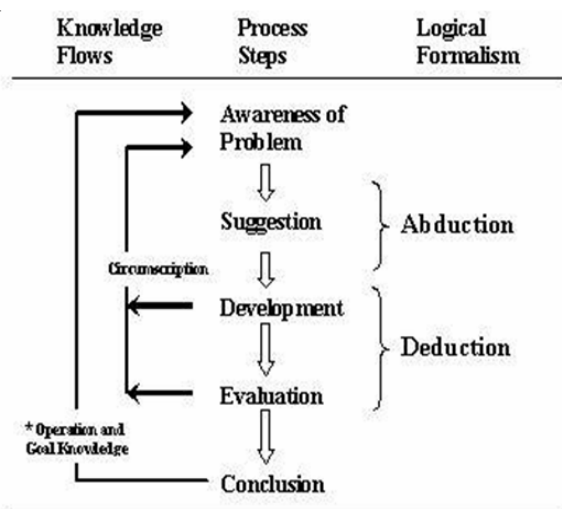 Knowledge
Flows
Process
Steps
Logical
Formalism
Awareness of
Problem
Suggestion
Abduction
Circumscription
Development
Deduction
Evaluation
* Operation and
Goal Knowledge
Conclusion